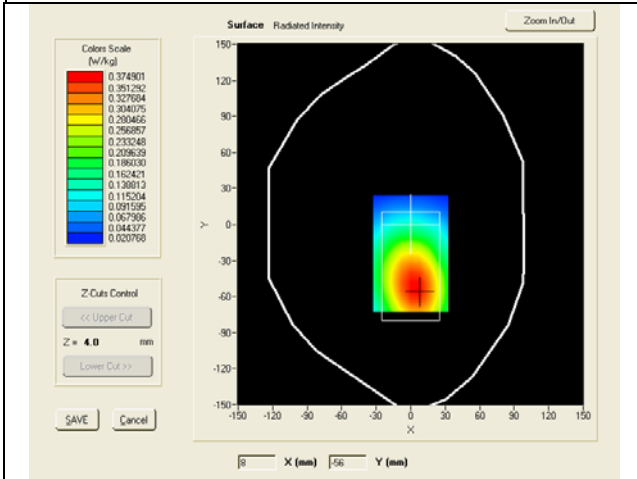 Surface Radiated Intensity
Zoom In/Out
Colors Scale
(W/kg)
0.374901
0.351292
0.327684
0.304075
0.280466
0.256857
0.233248
0.209639
0.186030
0.162421
0.138813
0.115204
0.091595
0.067986
0.044377
0.020768
150
120
90
60
30
0
-30
-60
-90
-120
-150
Y
-150 -120 -90 -60 -30 0 30 60 90 120 150
X
Z-Cuts Control
<< Upper Cut
Z = 4.0 mm
Lower Cut >>
SAVE Cancel
8 X (mm) -56 Y (mm)